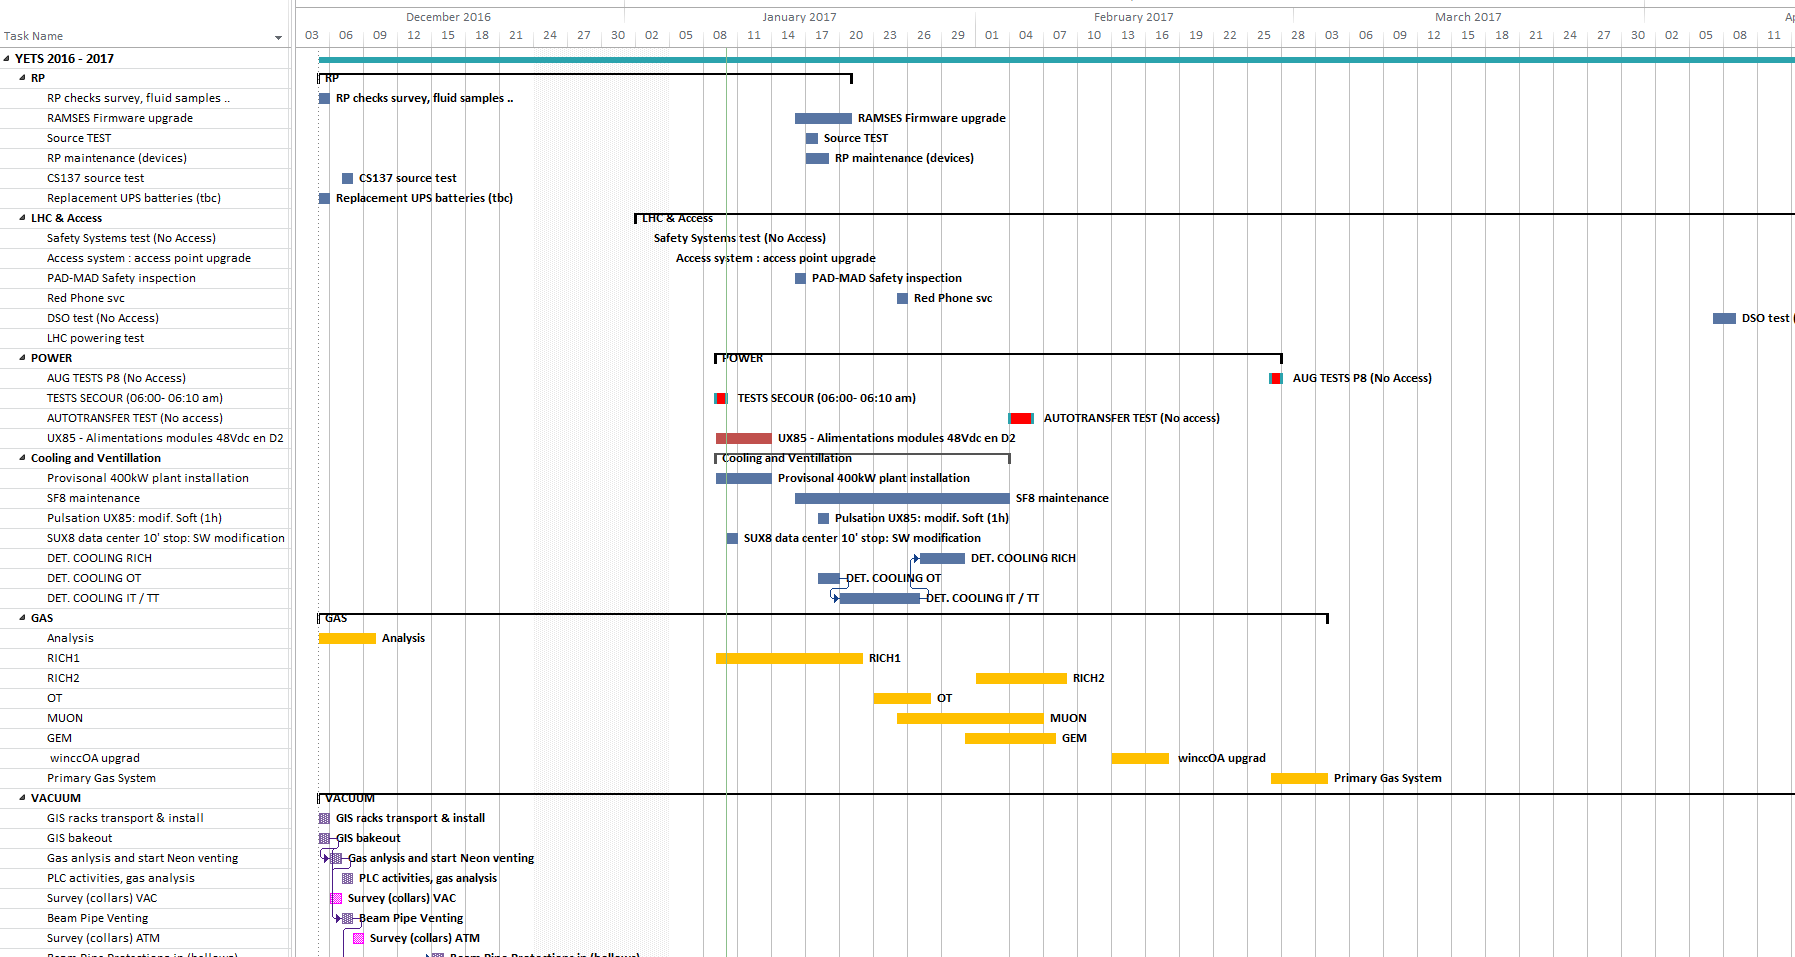 December 2016 January 2017 February 2017 March 2017
Task Name 03 06 09 12 15 18 21 24 27 30 02 05 08 11 14 17 20 23 26 29 01 04 07 10 13 16 19 22 25 28 03 06 09 12 15 18 21 24 27 30 02 05 08 11
YETS 2016 - 2017
RP RP
RP checks survey, fluid samples .. RP checks survey, fluid samples ..
RAMSES Firmware upgrade RAMSES Firmware upgrade
Source TEST Source TEST
RP maintenance (devices) RP maintenance (devices)
CS137 source test CS137 source test
Replacement UPS batteries (tbc) Replacement UPS batteries (tbc)
LHC & Access LHC & Access
Safety Systems test (No Access) Safety Systems test (No Access)
Access system : access point upgrade Access system : access point upgrade
PAD-MAD Safety inspection PAD-MAD Safety inspection
Red Phone svc Red Phone svc
DSO test (No Access) DSO test (
LHC powering test
POWER POWER
AUG TESTS P8 (No Access) AUG TESTS P8 (No Access)
TESTS SECOUR (06:00- 06:10 am) TESTS SECOUR (06:00- 06:10 am)
AUTOTRANSFER TEST (No access) AUTOTRANSFER TEST (No access)
UX85 - Alimentations modules 48Vdc en D2 UX85 - Alimentations modules 48Vdc en D2
Cooling and Ventillation Cooling and Ventillation
Provisonal 400kW plant installation Provisonal 400kW plant installation
SF8 maintenance SF8 maintenance
Pulsation UX85: modif. Soft (1h) Pulsation UX85: modif. Soft (1h)
SUX8 data center 10' stop: SW modification SUX8 data center 10' stop: SW modification
DET. COOLING RICH DET. COOLING RICH
DET. COOLING OT DET. COOLING OT
DET. COOLING IT / TT DET. COOLING IT / TT
GAS GAS
Analysis Analysis
RICH1 RICH1
RICH2 RICH2
OT OT
MUON MUON
GEM GEM
winccOA upgrad winccOA upgrad
Primary Gas System Primary Gas System
VACUUM VACUUM
GIS racks transport & install GIS racks transport & install
GIS bakeout GIS bakeout
Gas anlysis and start Neon venting Gas anlysis and start Neon venting
PLC activities, gas analysis PLC activities, gas analysis
Survey (collars) VAC Survey (collars) VAC
Beam Pipe Venting Beam Pipe Venting
Survey (collars) ATM Survey (collars) ATM
Beam Pipe Protections in (bellows) Beam Pipe Protections in (bellows)